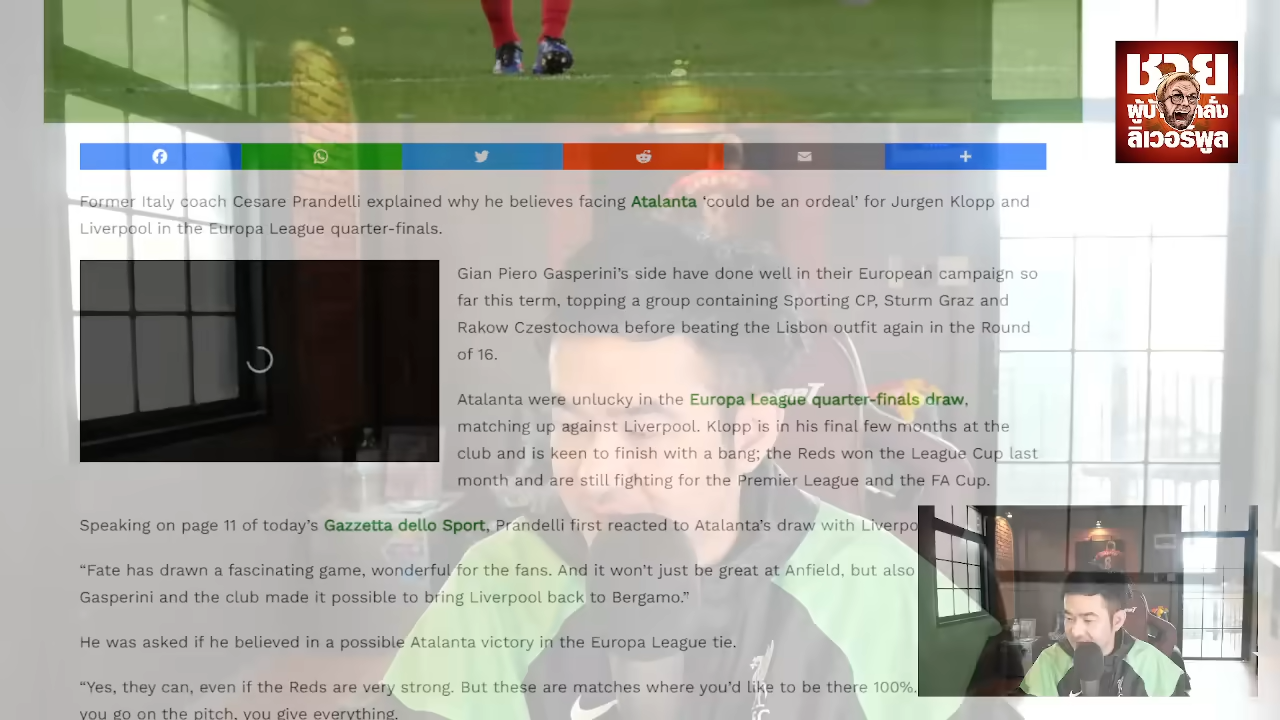 ชาย
ลิเวอร์พูล
Former Italy coach Cesare Prandelli explained why he believes facing Atalanta ‘could be an ordeal’ for Jurgen Klopp and
Liverpool in the Europa League quarter-finals.
Gian Piero Gasperini’s side have done well in their European campaign so
far this term, topping a group containing Sporting CP, Sturm Graz and
Rakow Czestochowa before beating the Lisbon outfit again in the Round
of 16.
Atalanta were unlucky in the Europa League quarter-finals draw,
matching up against Liverpool. Klopp is in his final few months at the
club and is keen to finish with a bang; the Reds won the League Cup last
month and are still fighting for the Premier League and the FA Cup.
Speaking on page 11 of today’s Gazzetta dello Sport, Prandelli first reacted to Atalanta’s draw with Liverpo
“Fate has drawn a fascinating game, wonderful for the fans. And it won’t just be great at Anfield, but also
Gasperini and the club made it possible to bring Liverpool back to Bergamo.”
He was asked if he believed in a possible Atalanta victory in the Europa League tie.
“Yes, they can, even if the Reds are very strong. But these are matches where you’d like to be there 100%.
you go on the pitch, you give everything.